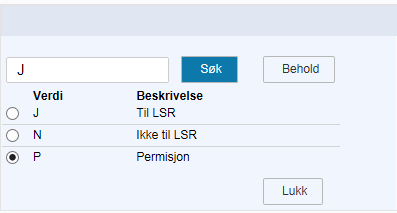 J Søk Behold
Verdi Beskrivelse
J Til LSR
N Ikke til LSR
P Permisjon
Lukk